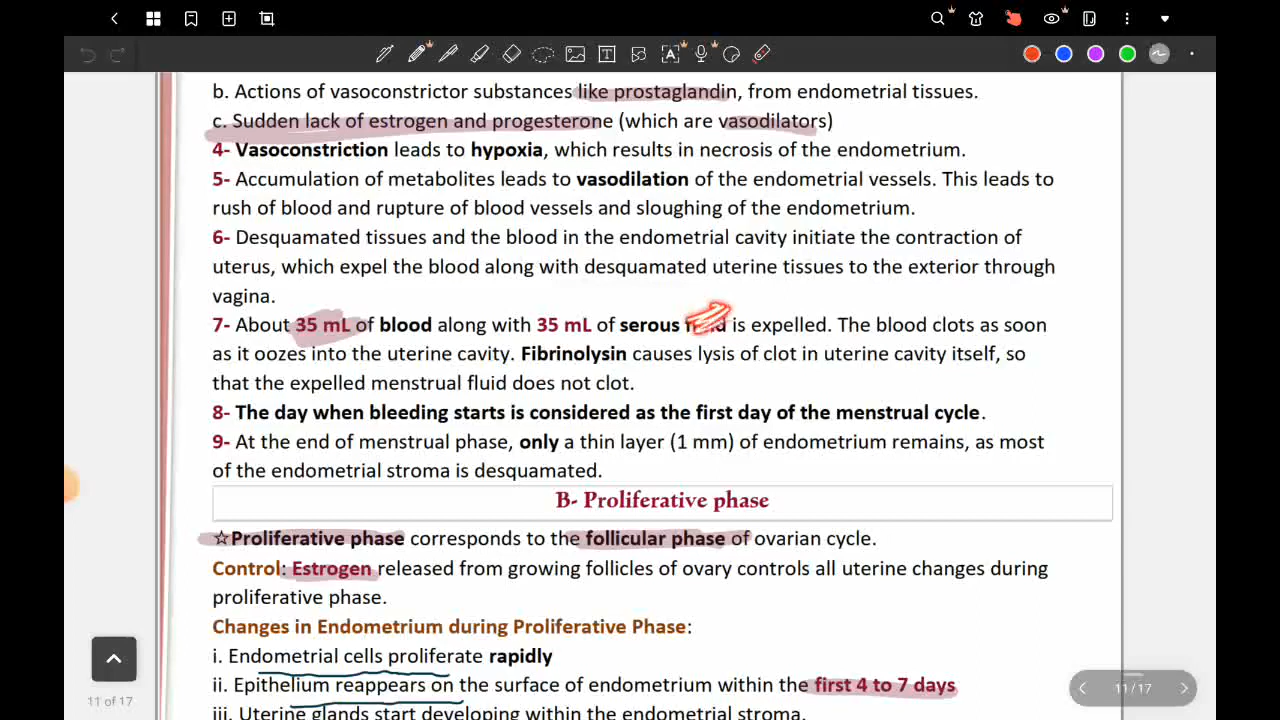 b. Actions of vasoconstrictor substances like prostaglandin, from endometrial tissues.
c. Sudden lack of estrogen and progesterone (which are vasodilators)
4- Vasoconstriction leads to hypoxia, which results in necrosis of the endometrium.
5- Accumulation of metabolites leads to vasodilation of the endometrial vessels. This leads to
rush of blood and rupture of blood vessels and sloughing of the endometrium.
6- Desquamated tissues and the blood in the endometrial cavity initiate the contraction of
uterus, which expel the blood along with desquamated uterine tissues to the exterior through
vagina.
7- About 35 mL of blood along with 35 mL of serous fluid is expelled. The blood clots as soon
as it oozes into the uterine cavity. Fibrinolysin causes lysis of clot in uterine cavity itself, so
that the expelled menstrual fluid does not clot.
8- The day when bleeding starts is considered as the first day of the menstrual cycle.
9- At the end of menstrual phase, only a thin layer (1 mm) of endometrium remains, as most
of the endometrial stroma is desquamated.
B- Proliferative phase
☆Proliferative phase corresponds to the follicular phase of ovarian cycle.
Control: Estrogen released from growing follicles of ovary controls all uterine changes during
proliferative phase.
Changes in Endometrium during Proliferative Phase:
i. Endometrial cells proliferate rapidly
ii. Epithelium reappears on the surface of endometrium within the first 4 to 7 days
iii. Uterine glands start developing within the endometrial stroma.
11 of 17
11/17